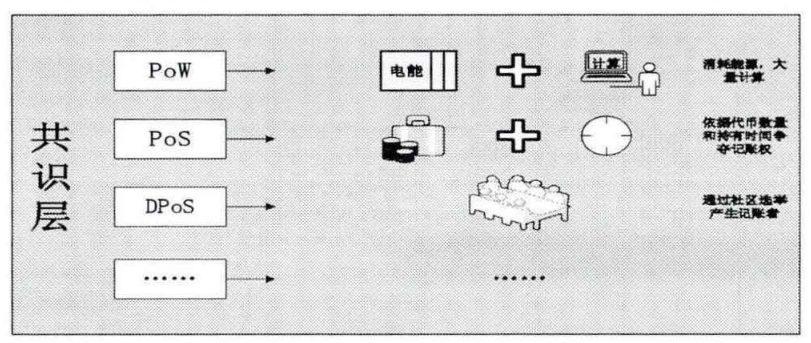 共识层
PoW
电能
计算
消耗能源，大
量计算
PoS
依据代币数量
和持有时间争
夺记账权
DPoS
通过社区选举
产生记账者
······
······